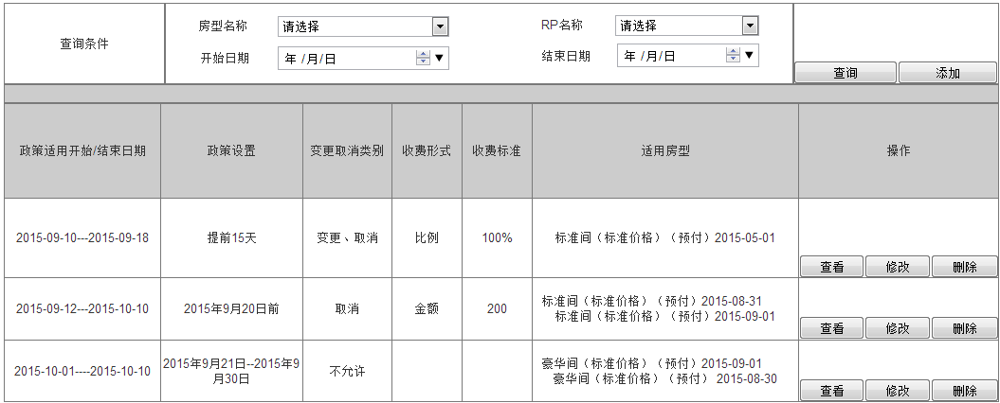 查询条件 房型名称 请选择 RP名称 请选择
开始日期 年 /月/日 结束日期 年 /月/日
查询 添加
政策适用开始/结束日期 政策设置 变更取消类别 收费形式 收费标准 适用房型 操作
2015-09-10---2015-09-18 提前15天 变更、取消 比例 100% 标准间（标准价格）（预付）2015-05-01
查看 修改 删除
2015-09-12---2015-10-10 2015年9月20日前 取消 金额 200 标准间（标准价格）（预付）2015-08-31
标准间（标准价格）（预付）2015-09-01
查看 修改 删除
2015-10-01----2015-10-10 2015年9月21日--2015年9
月30日 不允许 豪华间（标准价格）（预付）2015-09-01
豪华间（标准价格）（预付） 2015-08-30
查看 修改 删除